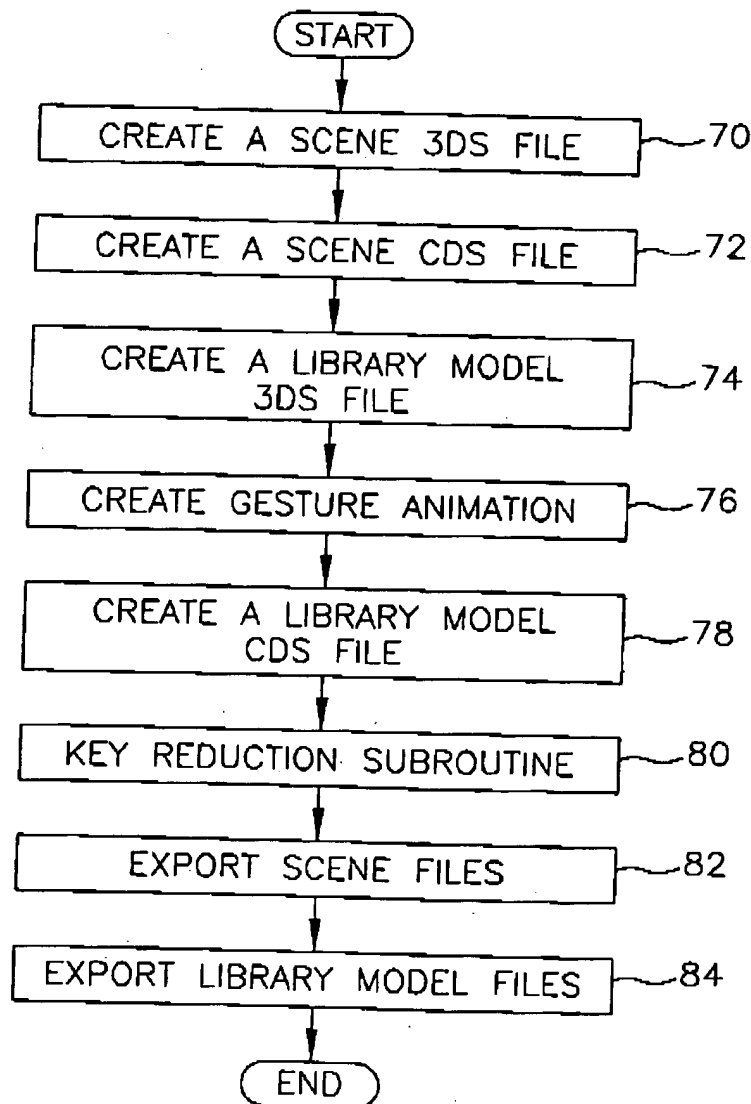 START
CREATE A SCENE 3DS FILE
70
CREATE A SCENE CDS FILE
72
CREATE A LIBRARY MODEL
3DS FILE
74
CREATE GESTURE ANIMATION
76
CREATE A LIBRARY MODEL
CDS FILE
78
KEY REDUCTION SUBROUTINE
80
EXPORT SCENE FILES
82
EXPORT LIBRARY MODEL FILES
84
END